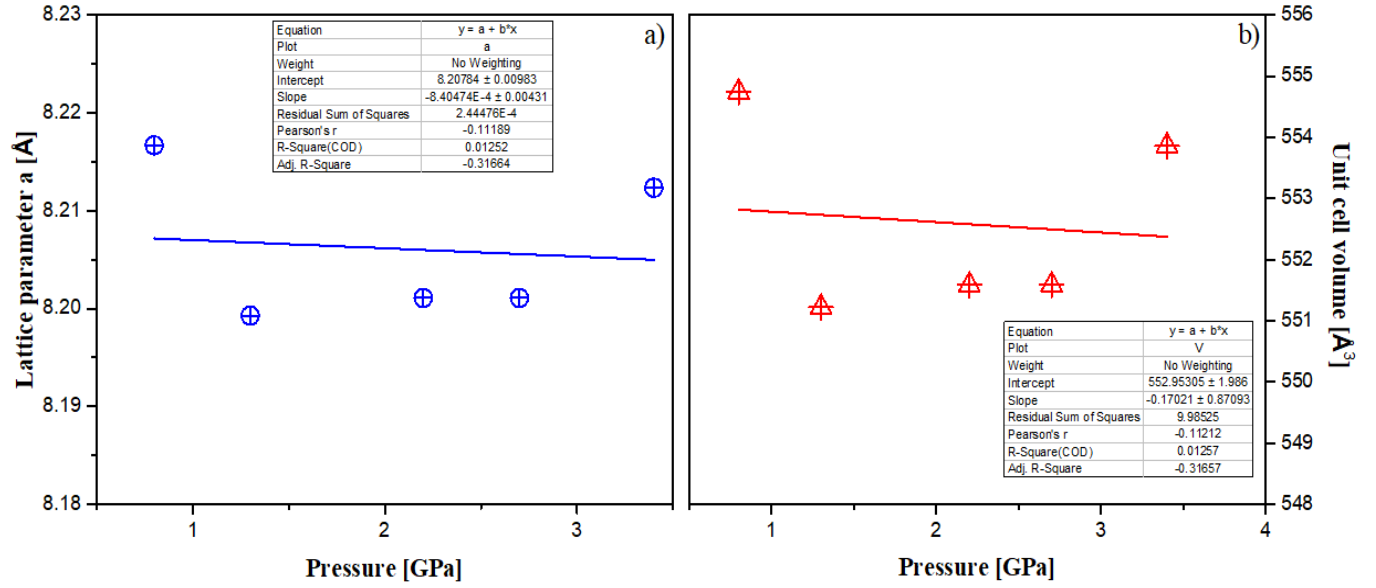 8.23
8.22
8.21
8.20
8.19
8.18
Lattice parameter a [Å]
Equation y = a + b*x
Plot a
Weight No Weighting
Intercept 8.20784 ± 0.00983
Slope -8.40474E-4 ± 0.00431
Residual Sum of Squares 2.44476E-4
Pearson's r -0.11189
R-Square(COD) 0.01252
Adj. R-Square -0.31664
a)
1 2 3
Pressure [GPa]
b)
556
555
554
553
552
551
550
549
548
Unit cell volume [Å³]
Equation y = a + b*x
Plot V
Weight No Weighting
Intercept 552.95305 ± 1.986
Slope -0.17021 ± 0.87093
Residual Sum of Squares 9.98525
Pearson's r -0.11212
R-Square(COD) 0.01257
Adj. R-Square -0.31657
1 2 3 4
Pressure [GPa]